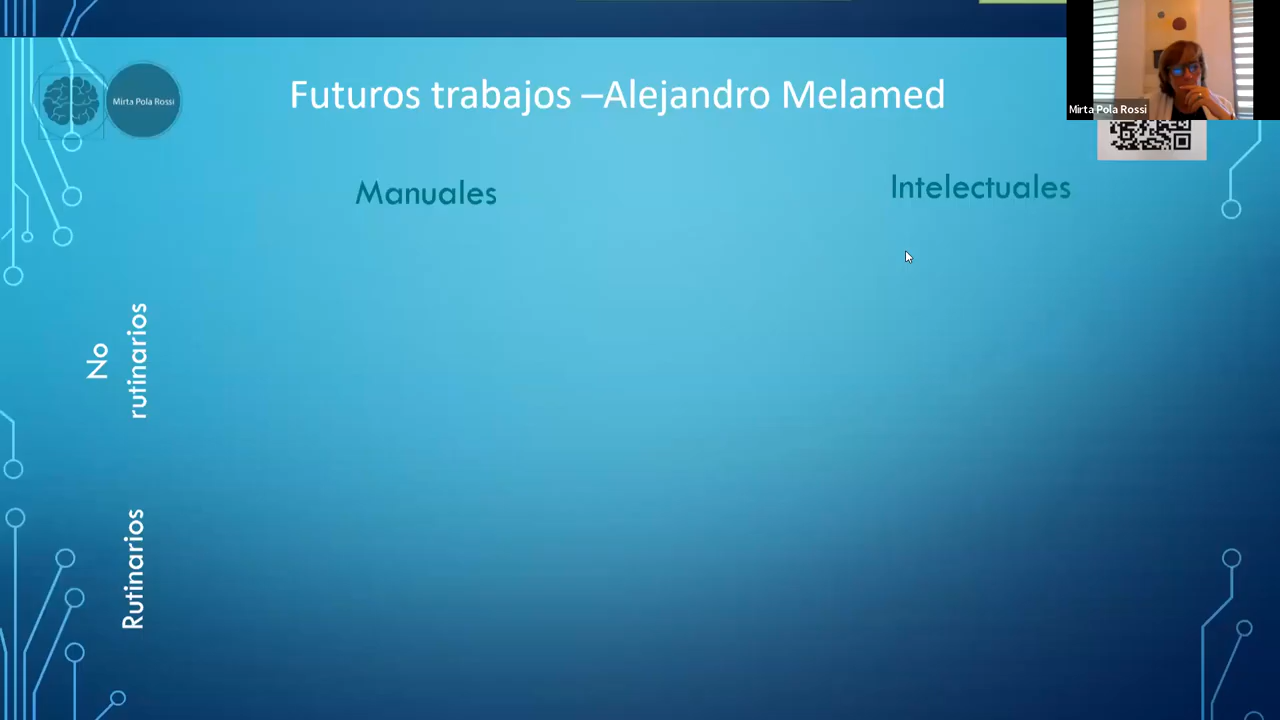 Futuros trabajos –Alejandro Melamed
Mirta Pola Rossi
Mirta Pola Rossi
Manuales
Intelectuales
No
rutinarios
Rutinarios